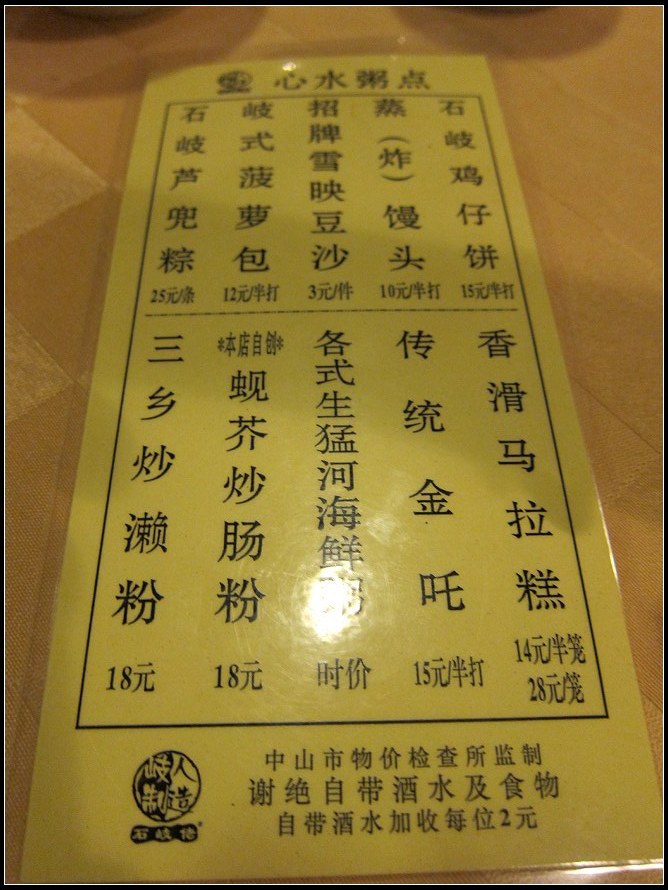 心水粥点
石岐芦兜粽
25元/条
岐式菠萝包
12元/半打
招牌雪映豆沙
3元/件
蒸(炸)馒头
10元/半打
石岐鸡仔饼
15元/半打
三乡炒濑粉
18元
*本店自创*
蚬芥炒肠粉
18元
各式生猛河海鲜粥
时价
传统金吒
15元/半打
香滑马拉糕
14元/半笼
28元/笼
岐人制造
石岐佬
中山市物价检查所监制
谢绝自带酒水及食物
自带酒水加收每位2元